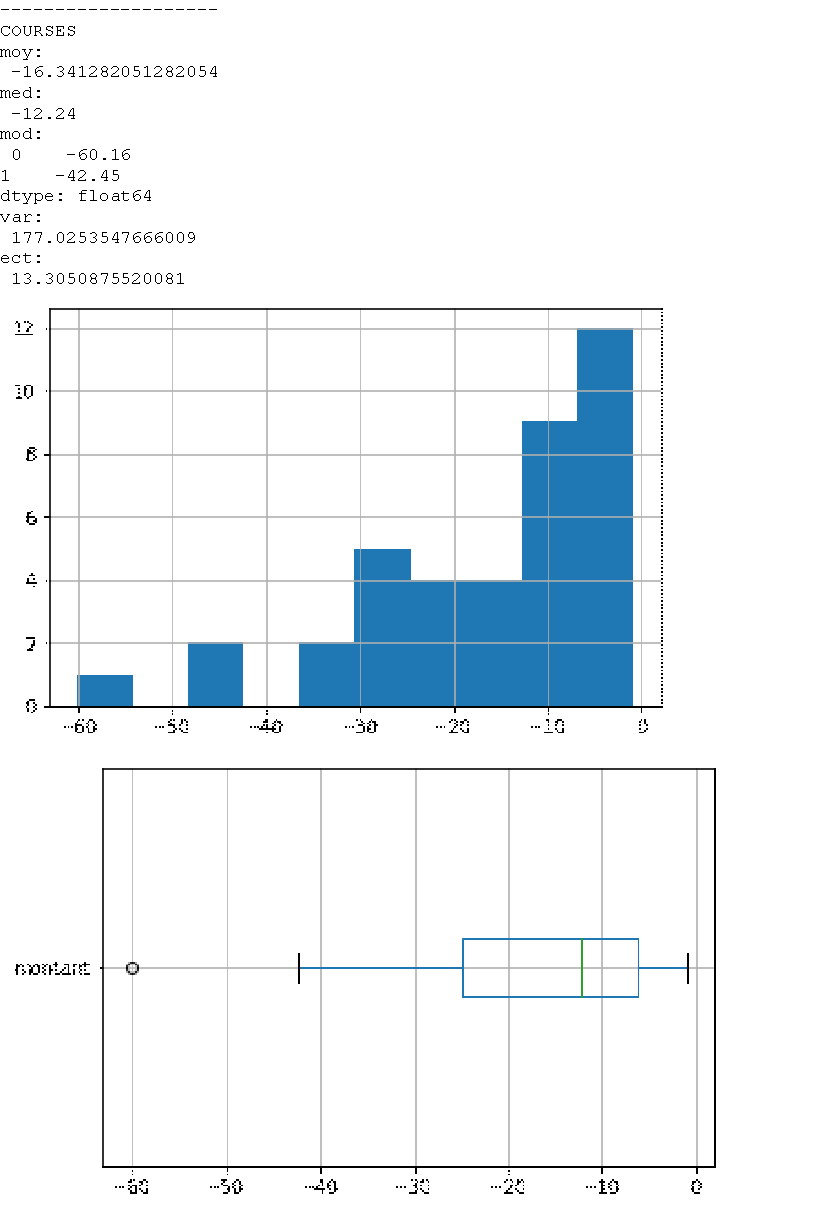 --------------------
COURSES
moy:
 -16.341282051282054
med:
 -12.24
mod:
 0    -60.16
1    -42.45
dtype: float64
var:
 177.0253547666009
ect:
 13.3050875520081
12
10
8
6
4
2
0
-60 -50 -40 -30 -20 -10 0
montant
-60 -50 -40 -30 -20 -10 0